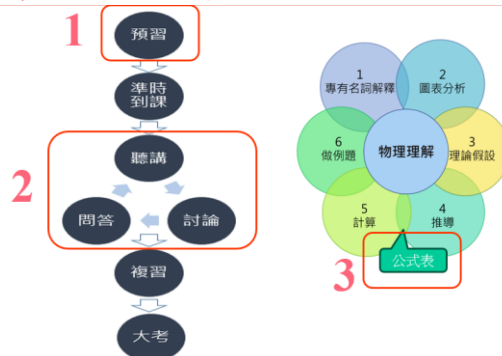 1
預習
準時
到課
2
聽講
問答
討論
複習
大考
1
專有名詞解釋
2
圖表分析
3
理論假設
4
推導
5
計算
6
做例題
物理理解
公式表
3